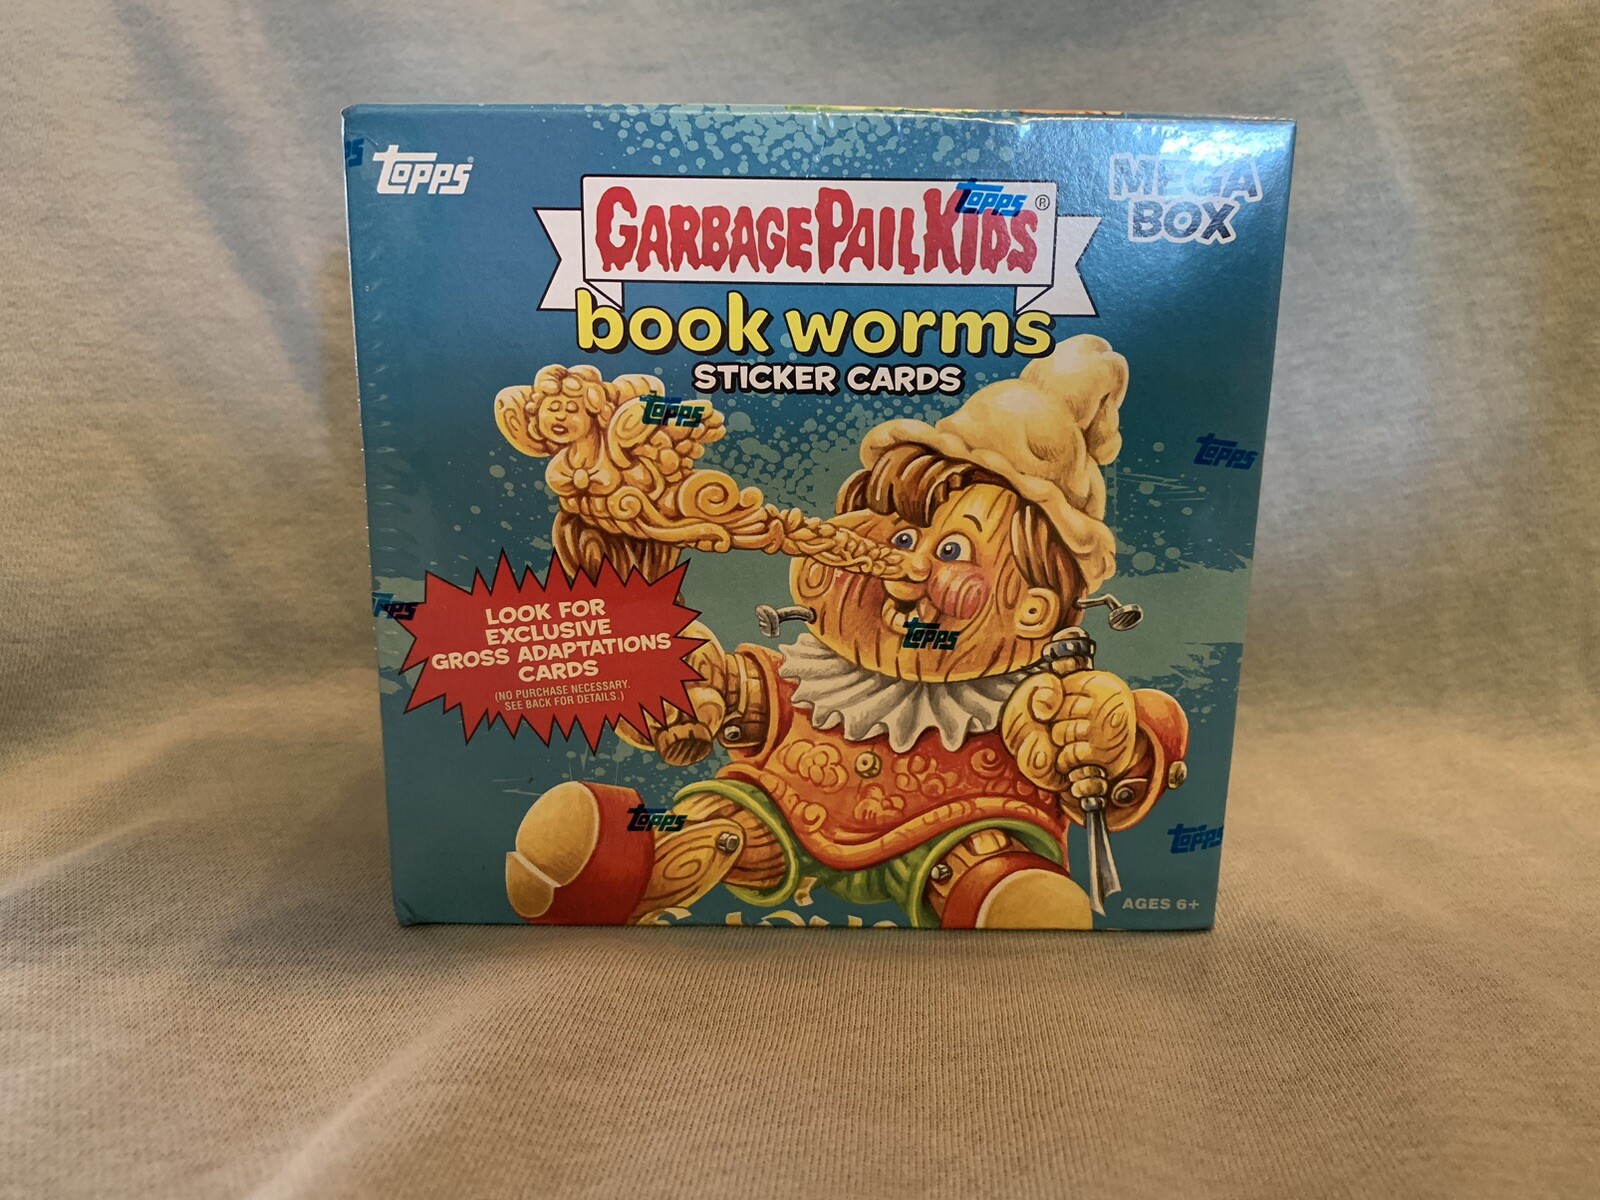 TOPPS
MEGA
BOX
TOPPS
GARBAGE PAIL KIDS ®
book worms
STICKER CARDS
TOPPS
TOPPS
LOOK FOR
EXCLUSIVE
GROSS ADAPTATIONS
CARDS
(NO PURCHASE NECESSARY.
SEE BACK FOR DETAILS.)
TOPPS
TOPPS
TOPPS
AGES 6+